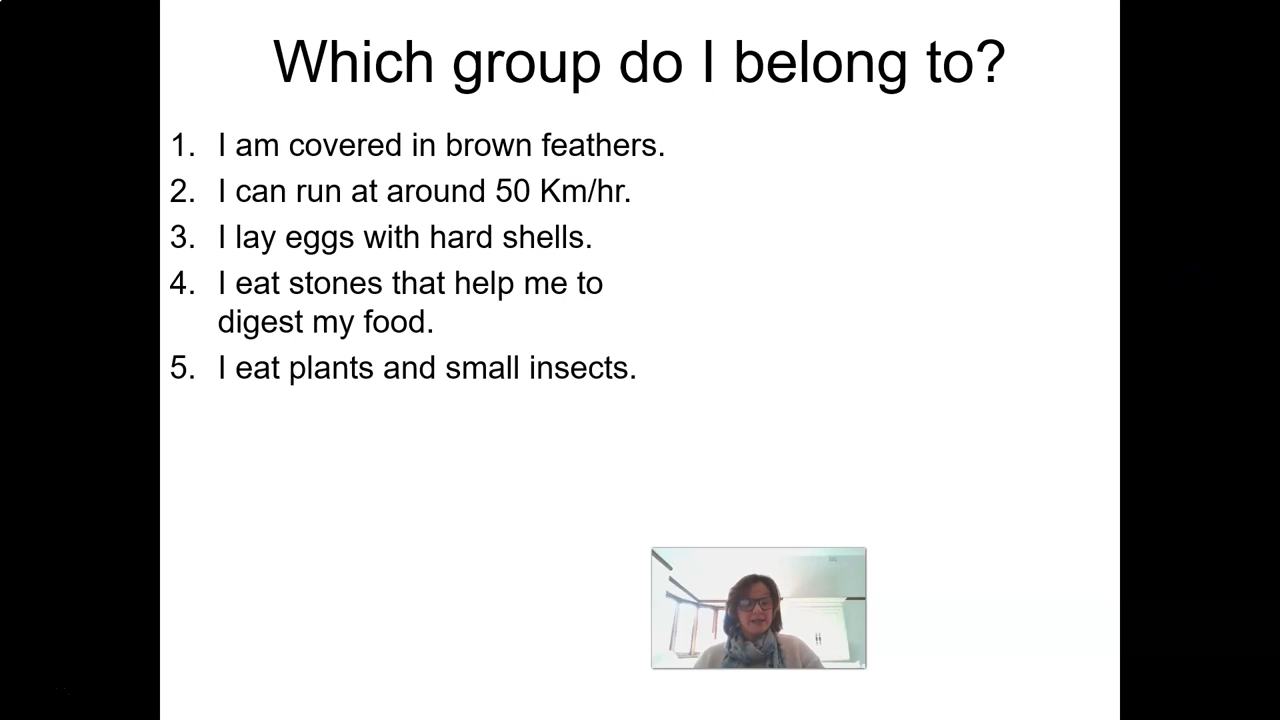 Which group do I belong to?
1. I am covered in brown feathers.
2. I can run at around 50 Km/hr.
3. I lay eggs with hard shells.
4. I eat stones that help me to
digest my food.
5. I eat plants and small insects.